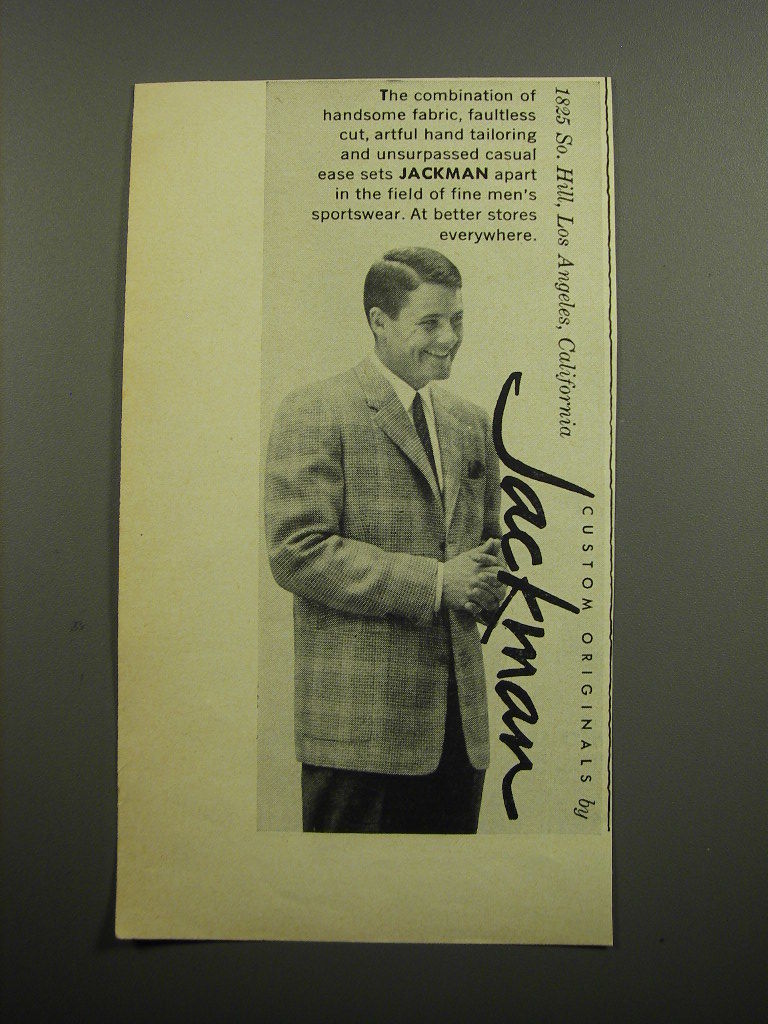 The combination of
handsome fabric, faultless
cut, artful hand tailoring
and unsurpassed casual
ease sets JACKMAN apart
in the field of fine men's
sportswear. At better stores
everywhere.
CUSTOM ORIGINALS by
Jackman
1825 So. Hill, Los Angeles, California